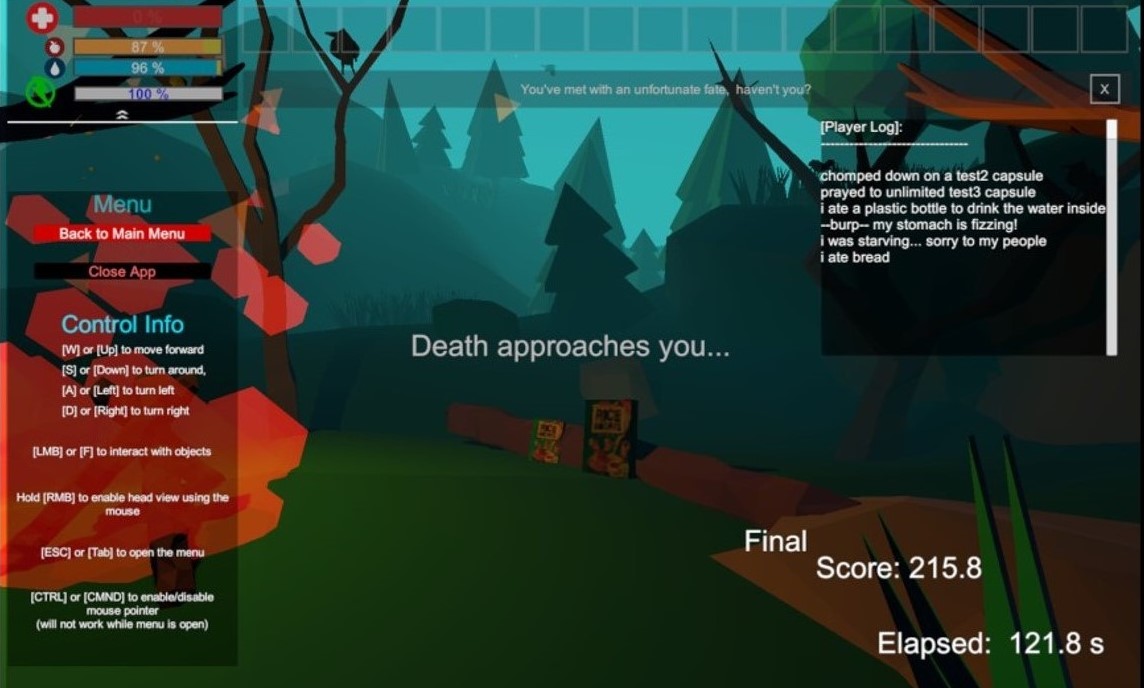 0 %
87 %
96 %
100 %
You've met with an unfortunate fate, haven't you?
X
[Player Log]:
--------------------------------
chomped down on a test2 capsule
prayed to unlimited test3 capsule
i ate a plastic bottle to drink the water inside
--burp-- my stomach is fizzing!
i was starving... sorry to my people
i ate bread
Menu
Back to Main Menu
Close App
Control Info
[W] or [Up] to move forward
[S] or [Down] to turn around,
[A] or [Left] to turn left
[D] or [Right] to turn right
[LMB] or [F] to interact with objects
Hold [RMB] to enable head view using the
mouse
[ESC] or [Tab] to open the menu
[CTRL] or [CMND] to enable/disable
mouse pointer
(will not work while menu is open)
Death approaches you...
RICE
Final
Score: 215.8
Elapsed: 121.8 s